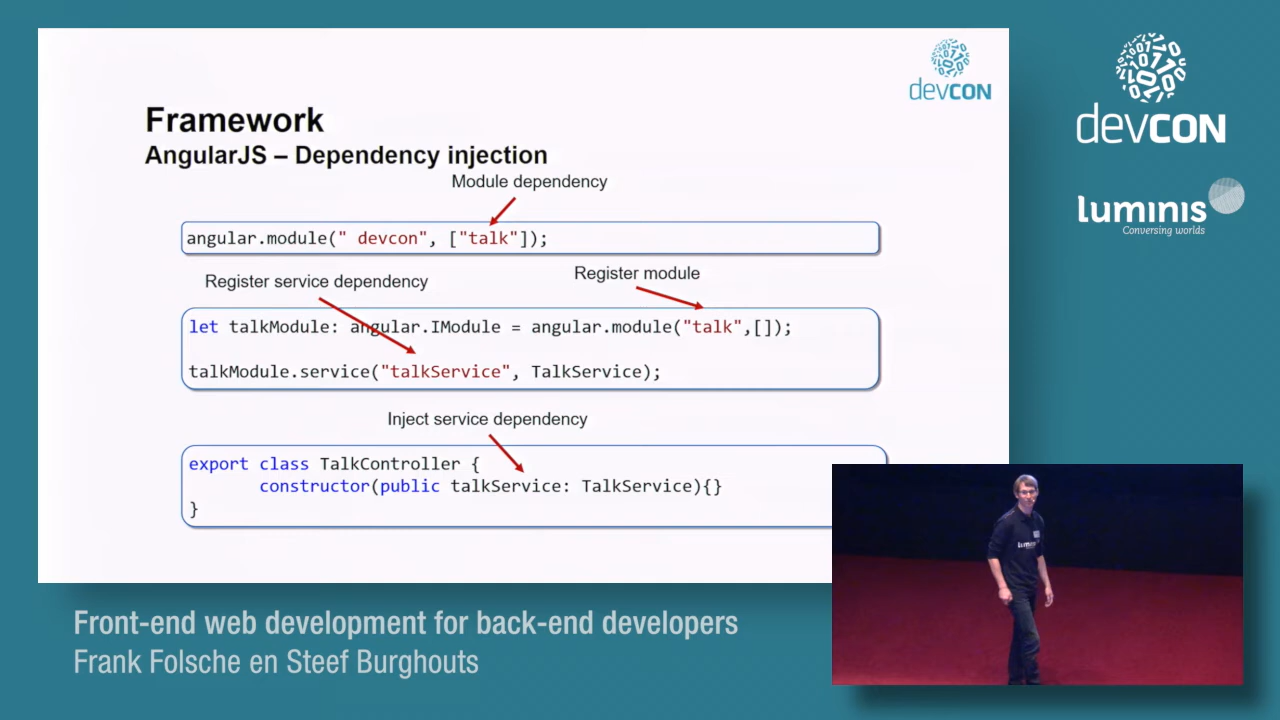 devcon
Framework
AngularJS – Dependency injection
Module dependency
angular.module(" devcon", ["talk"]);
Register service dependency
Register module
let talkModule: angular.IModule = angular.module("talk",[]);
talkModule.service("talkService", TalkService);
Inject service dependency
export class TalkController {
constructor(public talkService: TalkService){}
}
devcon
luminis
Conversing worlds
luminis
Front-end web development for back-end developers
Frank Folsche en Steef Burghouts